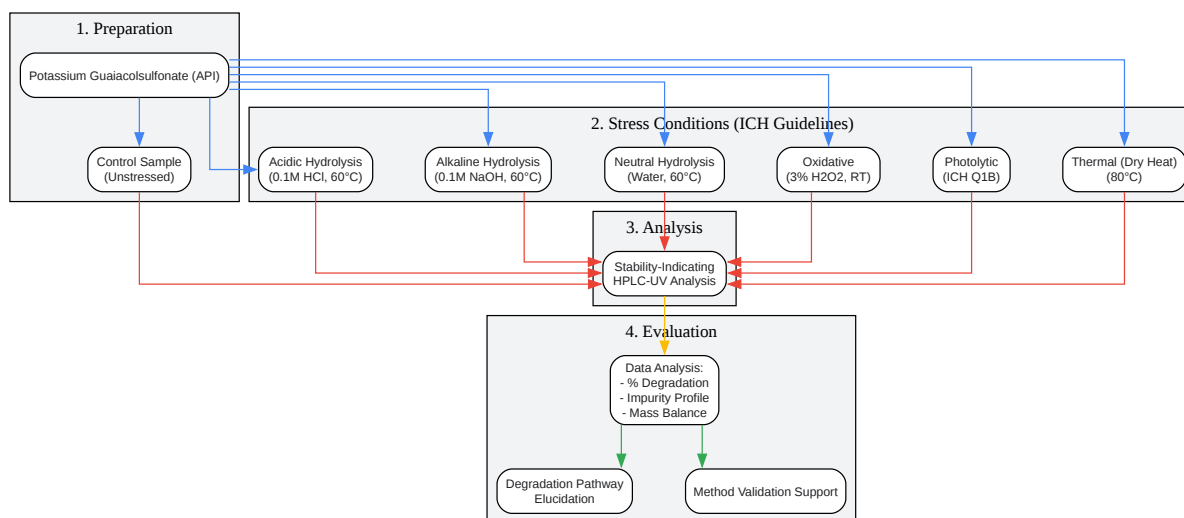 1. Preparation
Potassium Guaiacolsulfonate (API)
2. Stress Conditions (ICH Guidelines)
Control Sample
(Unstressed)
Acidic Hydrolysis
(0.1M HCl, 60°C)
Alkaline Hydrolysis
(0.1M NaOH, 60°C)
Neutral Hydrolysis
(Water, 60°C)
Oxidative
(3% H2O2, RT)
Photolytic
(ICH Q1B)
Thermal (Dry Heat)
(80°C)
3. Analysis
Stability-Indicating
HPLC-UV Analysis
4. Evaluation
Data Analysis:
- % Degradation
- Impurity Profile
- Mass Balance
Degradation Pathway
Elucidation
Method Validation Support